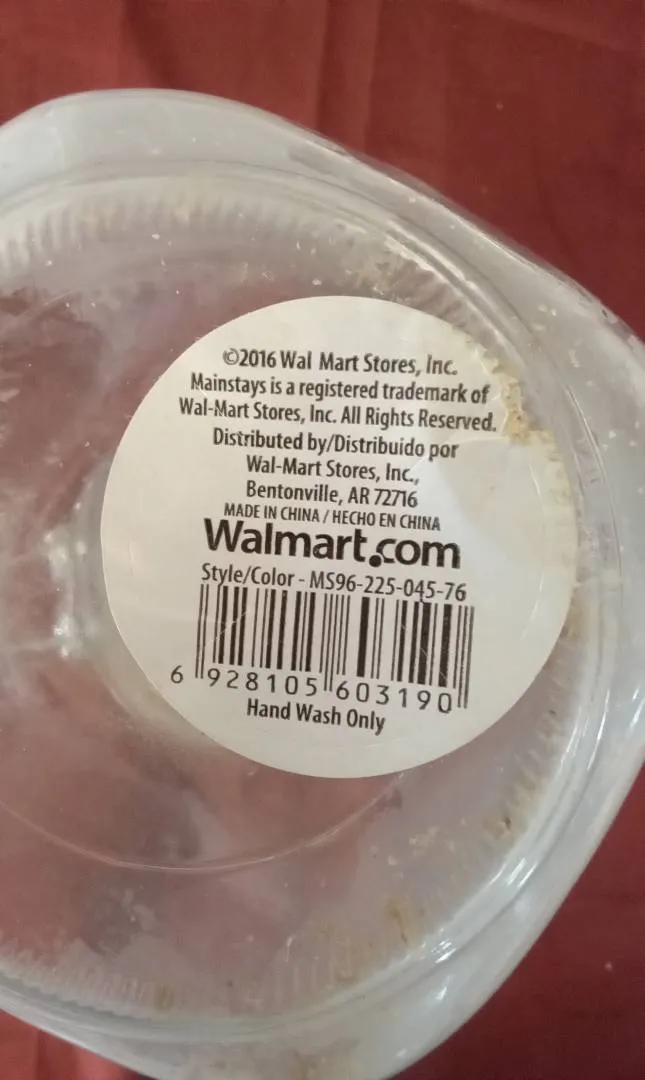 ©2016 Wal Mart Stores, Inc.
Mainstays is a registered trademark of
Wal-Mart Stores, Inc. All Rights Reserved.
Distributed by/Distribuido por
Wal-Mart Stores, Inc.,
Bentonville, AR 72716
MADE IN CHINA / HECHO EN CHINA
Walmart.com
Style/Color - MS96-225-045-76
6 928105 603190
Hand Wash Only